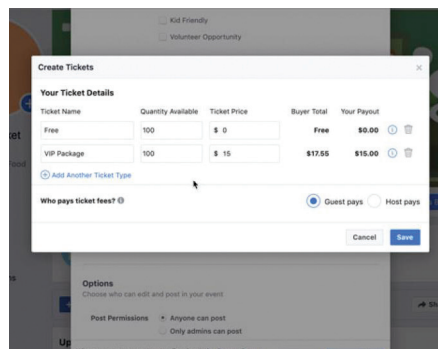 Kid Friendly
Volunteer Opportunity
Create Tickets
Your Ticket Details
Ticket Name Quantity Available Ticket Price Buyer Total Your Payout
Free 100 $ 0 Free $0.00
VIP Package 100 $ 15 $17.55 $15.00
Add Another Ticket Type
Who pays ticket fees? Guest pays Host pays
Cancel Save
Options
Choose who can edit and post in your event
Post Permissions Anyone can post
Only admins can post